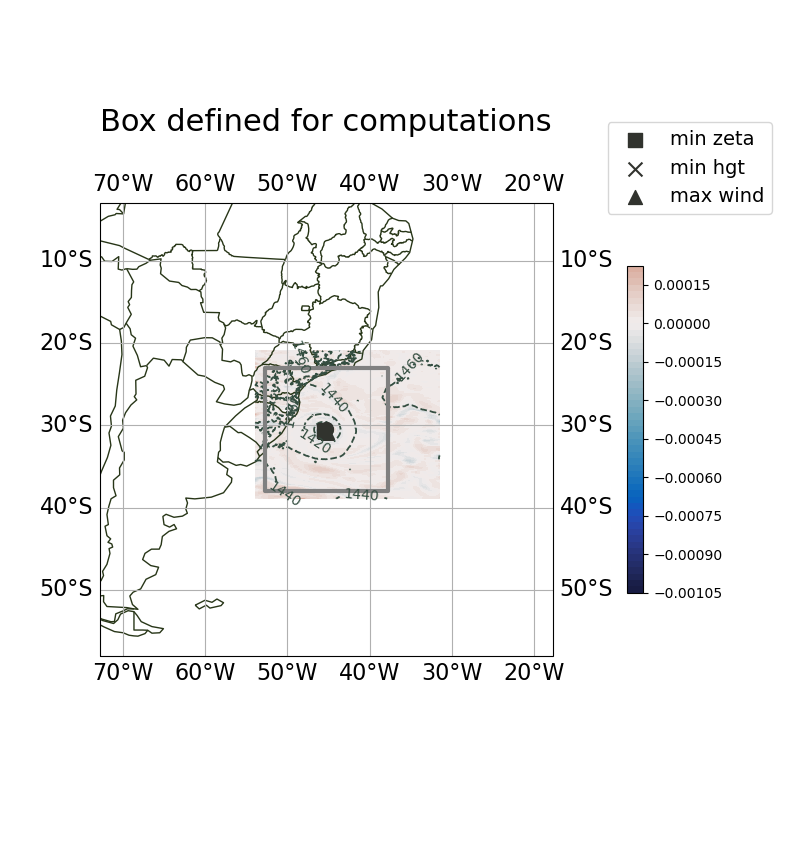 Box defined for computations
min zeta
min hgt
max wind
70°W 60°W 50°W 40°W 30°W 20°W
10°S 10°S
20°S 20°S
30°S 30°S
40°S 40°S
50°S 50°S
70°W 60°W 50°W 40°W 30°W 20°W
1460
1460
1440
1420
1440
1440
0.00015
0.00000
−0.00015
−0.00030
−0.00045
−0.00060
−0.00075
−0.00090
−0.00105